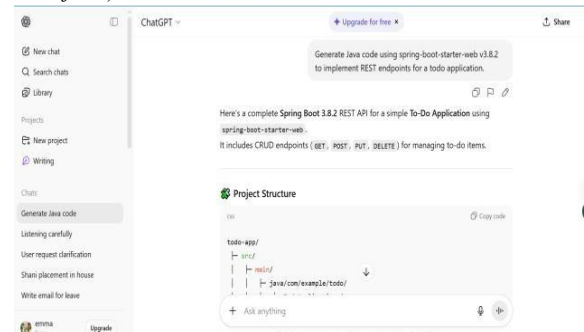 ChatGPT
Upgrade for free ×
Share
New chat
Search chats
Library
Projects
New project
Writing
Chats
Generate Java code
Listening carefully
User request clarification
Shani placement in house
Write email for leave
emma
Upgrade
Generate Java code using spring-boot-starter-web v3.8.2
to implement REST endpoints for a todo application.
Here's a complete Spring Boot 3.8.2 REST API for a simple To-Do Application using
spring-boot-starter-web.
It includes CRUD endpoints (GET, POST, PUT, DELETE) for managing to-do items.
Project Structure
css
Copy code
todo-app/
├─ src/
│ ├─ main/
│ │ ├─ java/com/example/todo/
Ask anything